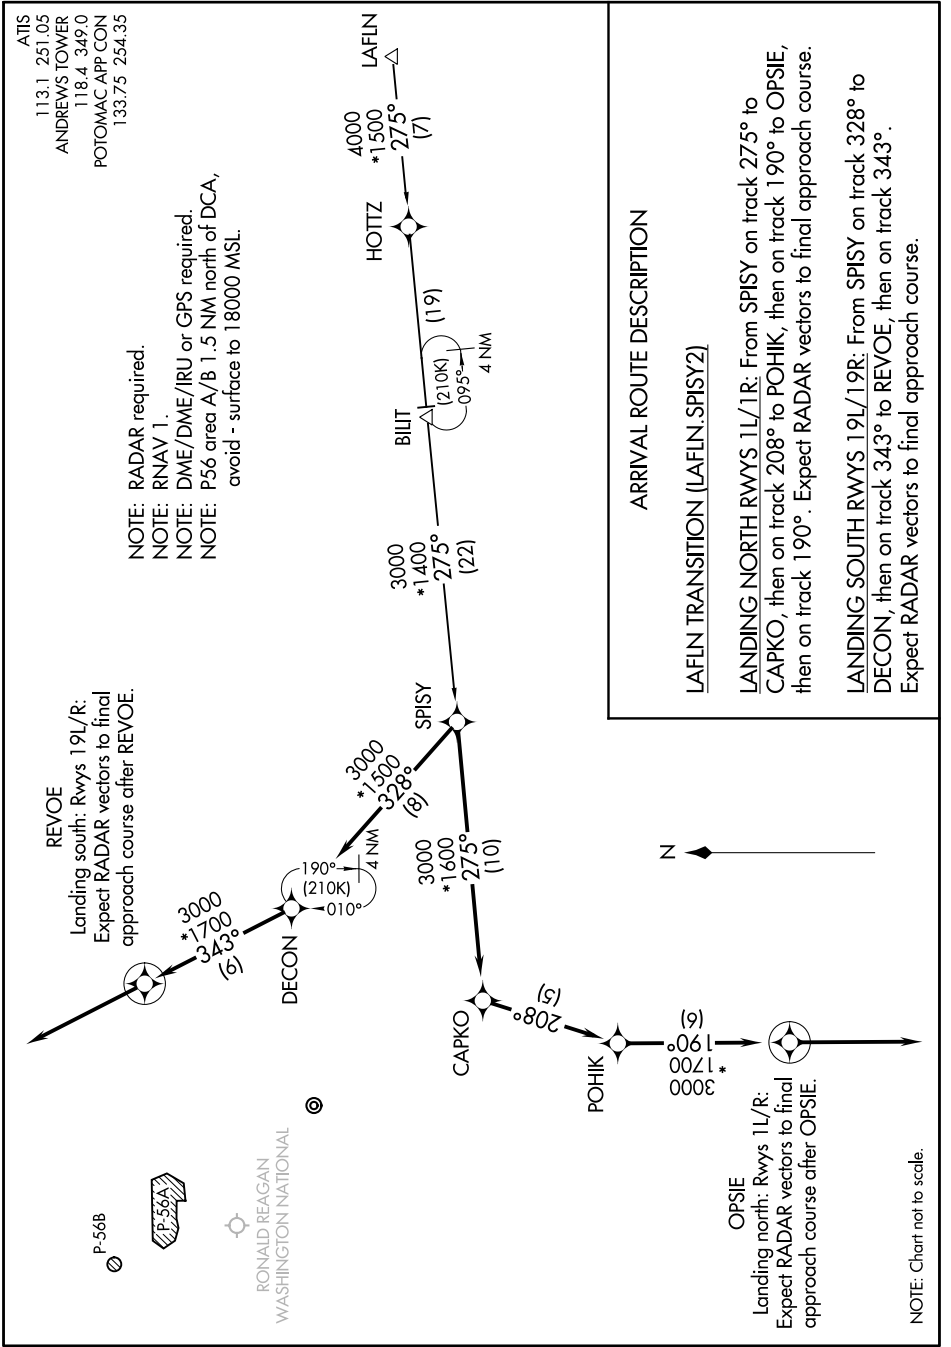 ATIS
113.1 251.05
ANDREWS TOWER
118.4 349.0
POTOMAC APP CON
133.75 254.35
NOTE: RADAR required.
NOTE: RNAV 1.
NOTE: DME/DME/IRU or GPS required.
NOTE: P56 area A/B 1.5 NM north of DCA,
avoid - surface to 18000 MSL.
REVOE
Landing south: Rwys 19L/R:
Expect RADAR vectors to final
approach course after REVOE.
P-56B
P-56A
RONALD REAGAN
WASHINGTON NATIONAL
3000
*1700
343°
(6)
DECON
190°
(210K)
010°
4 NM
3000
*1500
328°
(8)
SPISY
3000
*1400
275°
(22)
BILIT
(210K)
095°
4 NM
(19)
HOTTZ
4000
*1500
275°
(7)
LAFLN
3000
*1600
275°
(10)
CAPKO
208°
(5)
POHIK
3000
*1700
190°
(6)
N
OPSIE
Landing north: Rwys 1L/R:
Expect RADAR vectors to final
approach course after OPSIE.
NOTE: Chart not to scale.
ARRIVAL ROUTE DESCRIPTION
LAFLN TRANSITION (LAFLN.SPISY2)
LANDING NORTH RWYS 1L/1R: From SPISY on track 275° to
CAPKO, then on track 208° to POHIK, then on track 190° to OPSIE,
then on track 190°. Expect RADAR vectors to final approach course.
LANDING SOUTH RWYS 19L/19R: From SPISY on track 328° to
DECON, then on track 343° to REVOE, then on track 343°.
Expect RADAR vectors to final approach course.